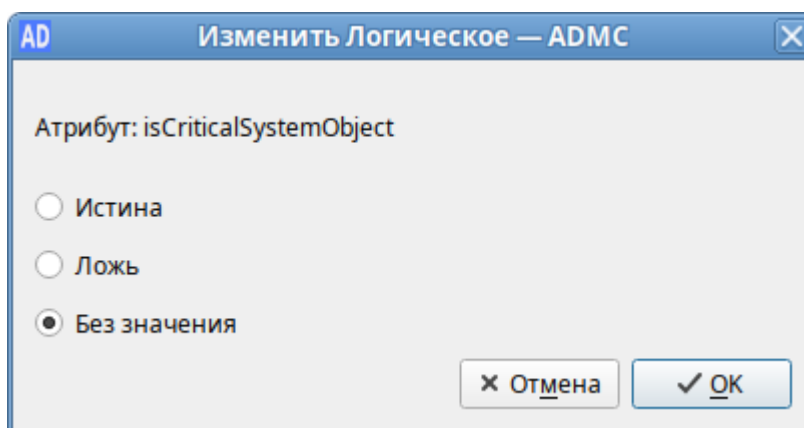 AD Изменить Логическое — ADMC
Атрибут: isCriticalSystemObject
Истина
Ложь
Без значения
Отмена OK